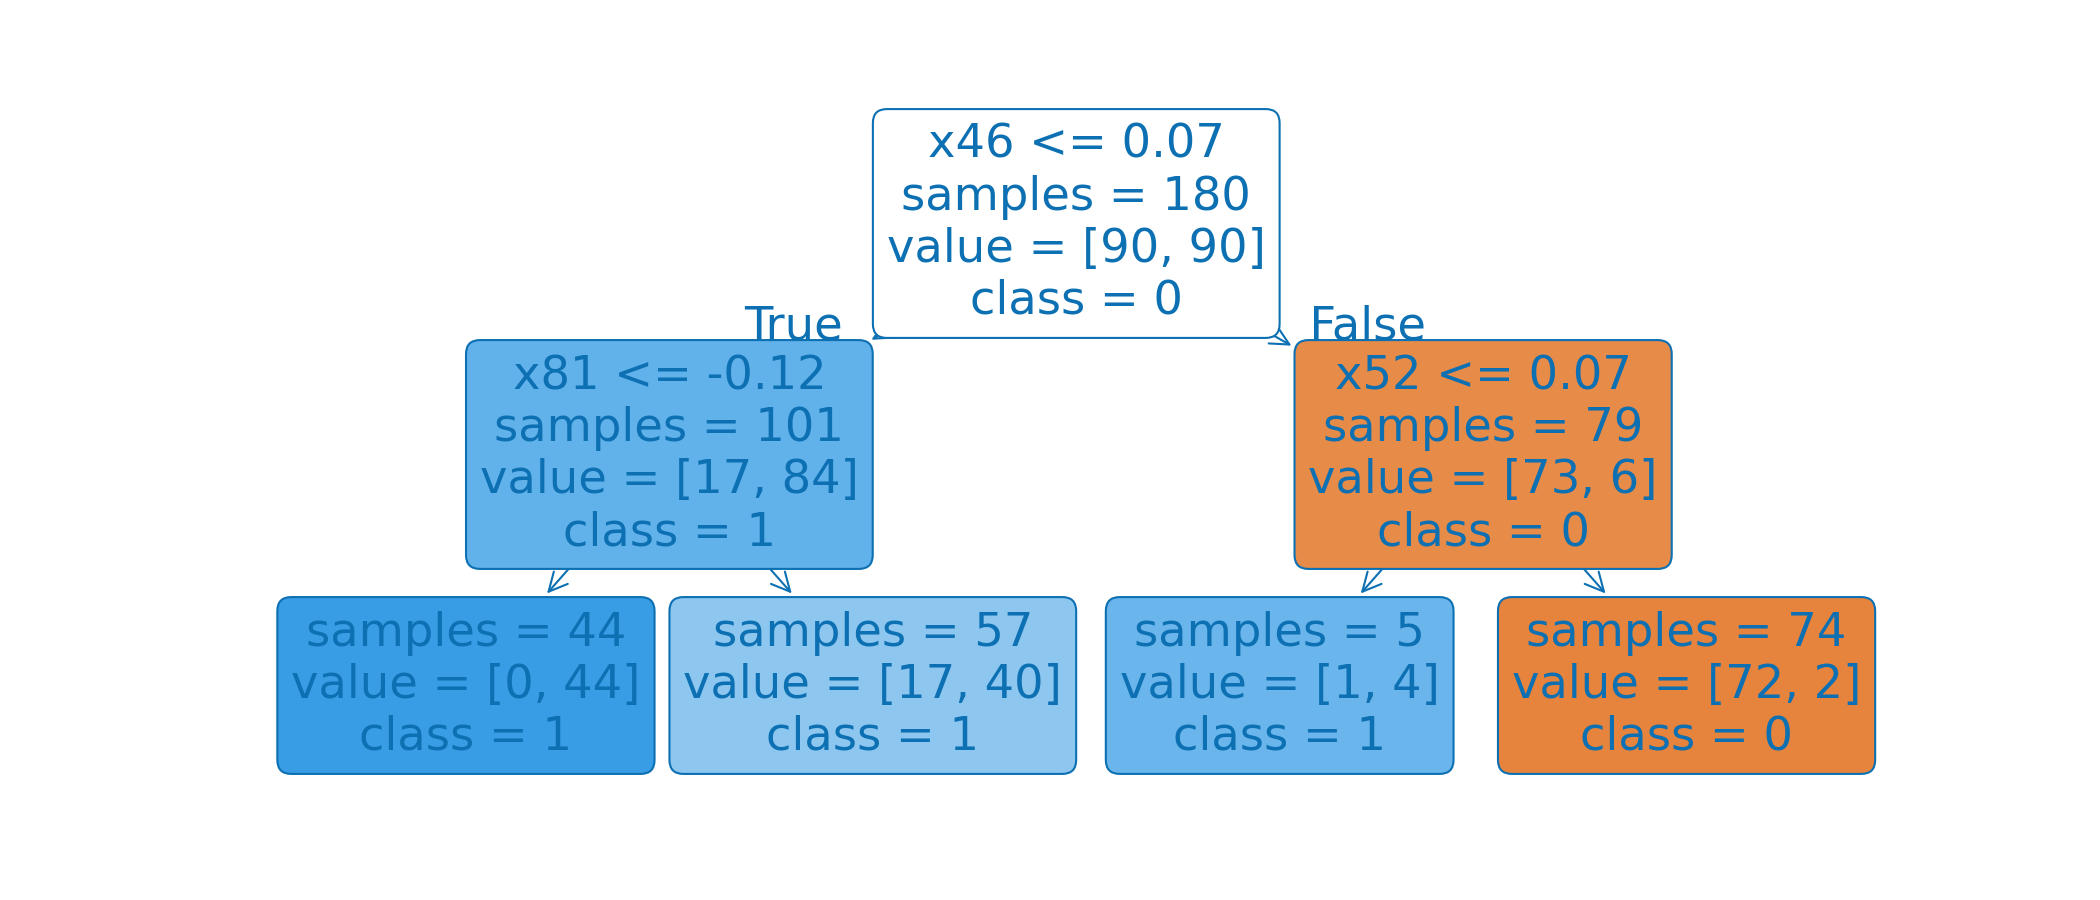 x46 <= 0.07
samples = 180
value = [90, 90]
class = 0
True
False
x81 <= -0.12
samples = 101
value = [17, 84]
class = 1
x52 <= 0.07
samples = 79
value = [73, 6]
class = 0
samples = 44
value = [0, 44]
class = 1
samples = 57
value = [17, 40]
class = 1
samples = 5
value = [1, 4]
class = 1
samples = 74
value = [72, 2]
class = 0